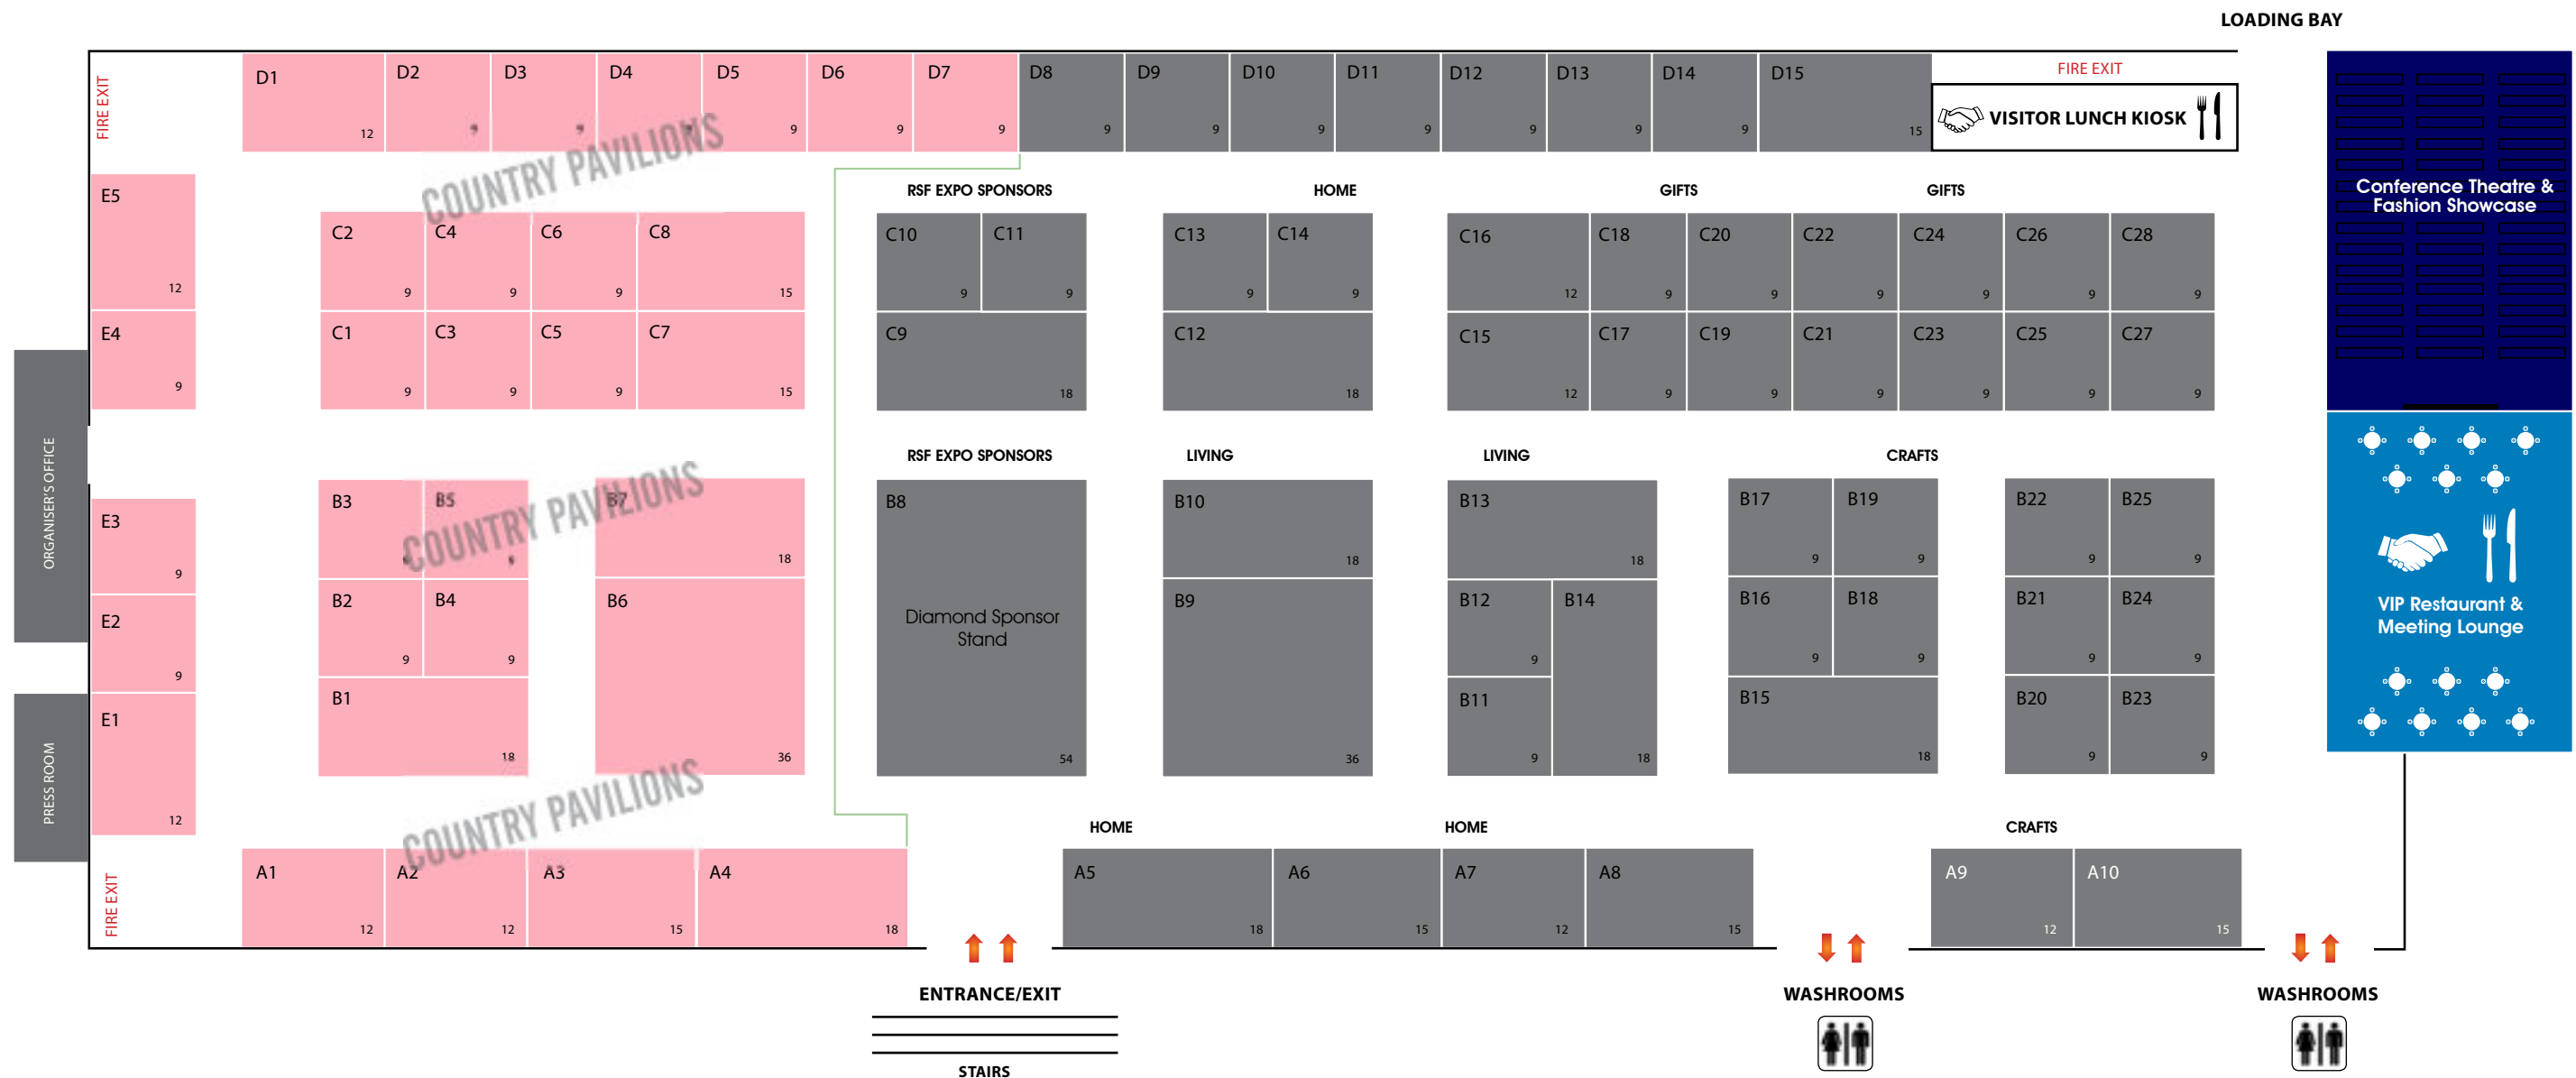 LOADING BAY
FIRE EXIT
D1
12
D2
9
D3
9
D4
D5
9
D6
9
D7
9
D8
9
D9
9
D10
9
D11
9
D12
9
D13
9
D14
9
D15
15
FIRE EXIT
VISITOR LUNCH KIOSK
COUNTRY PAVILIONS
Conference Theatre &
Fashion Showcase
RSF EXPO SPONSORS
HOME
GIFTS
GIFTS
E5
12
E4
9
C2
9
C4
9
C6
9
C8
15
C1
9
C3
9
C5
9
C7
15
C10
9
C11
9
C9
18
C13
9
C14
9
C12
18
C16
12
C18
9
C20
9
C22
9
C24
9
C26
9
C28
9
C15
12
C17
9
C19
9
C21
9
C23
9
C25
9
C27
9
ORGANISER'S OFFICE
RSF EXPO SPONSORS
LIVING
LIVING
CRAFTS
E3
9
E2
9
E1
12
PRESS ROOM
COUNTRY PAVILIONS
B3
9
B5
9
B2
9
B4
9
B1
18
B7
18
B6
36
B8
Diamond Sponsor
Stand
54
B10
18
B9
36
B13
18
B12
9
B14
18
B11
9
B17
9
B19
9
B16
9
B18
9
B15
18
B22
9
B25
9
B21
9
B24
9
B20
9
B23
9
VIP Restaurant &
Meeting Lounge
COUNTRY PAVILIONS
HOME
HOME
CRAFTS
FIRE EXIT
A1
12
A2
12
A3
15
A4
18
A5
18
A6
15
A7
12
A8
15
A9
12
A10
15
ENTRANCE/EXIT
WASHROOMS
WASHROOMS
STAIRS